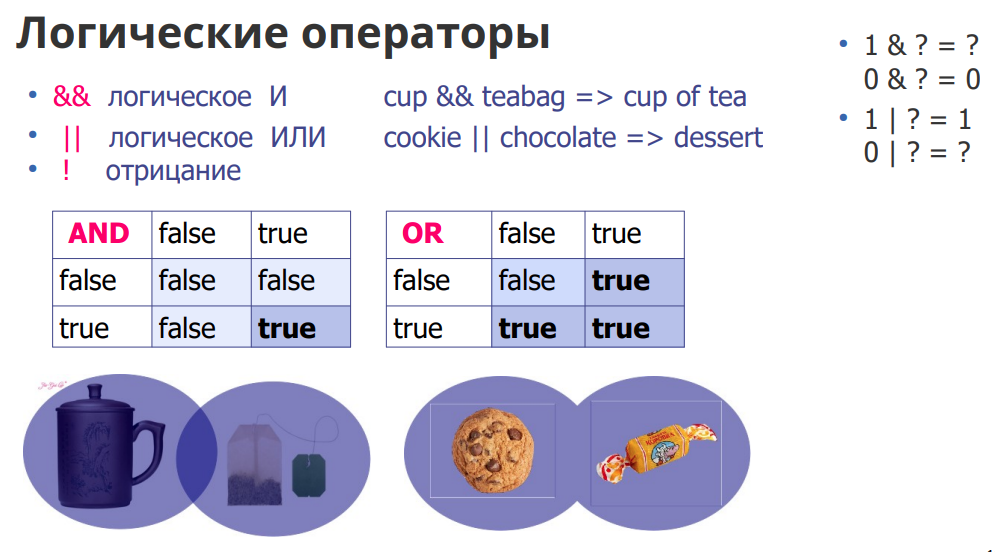 Логические операторы
• && логическое И cup && teabag => cup of tea
• || логическое ИЛИ cookie || chocolate => dessert
• ! отрицание
• 1 & ? = ?
0 & ? = 0
• 1 | ? = 1
0 | ? = ?
AND false true
false false false
true false true
OR false true
false false true
true true true